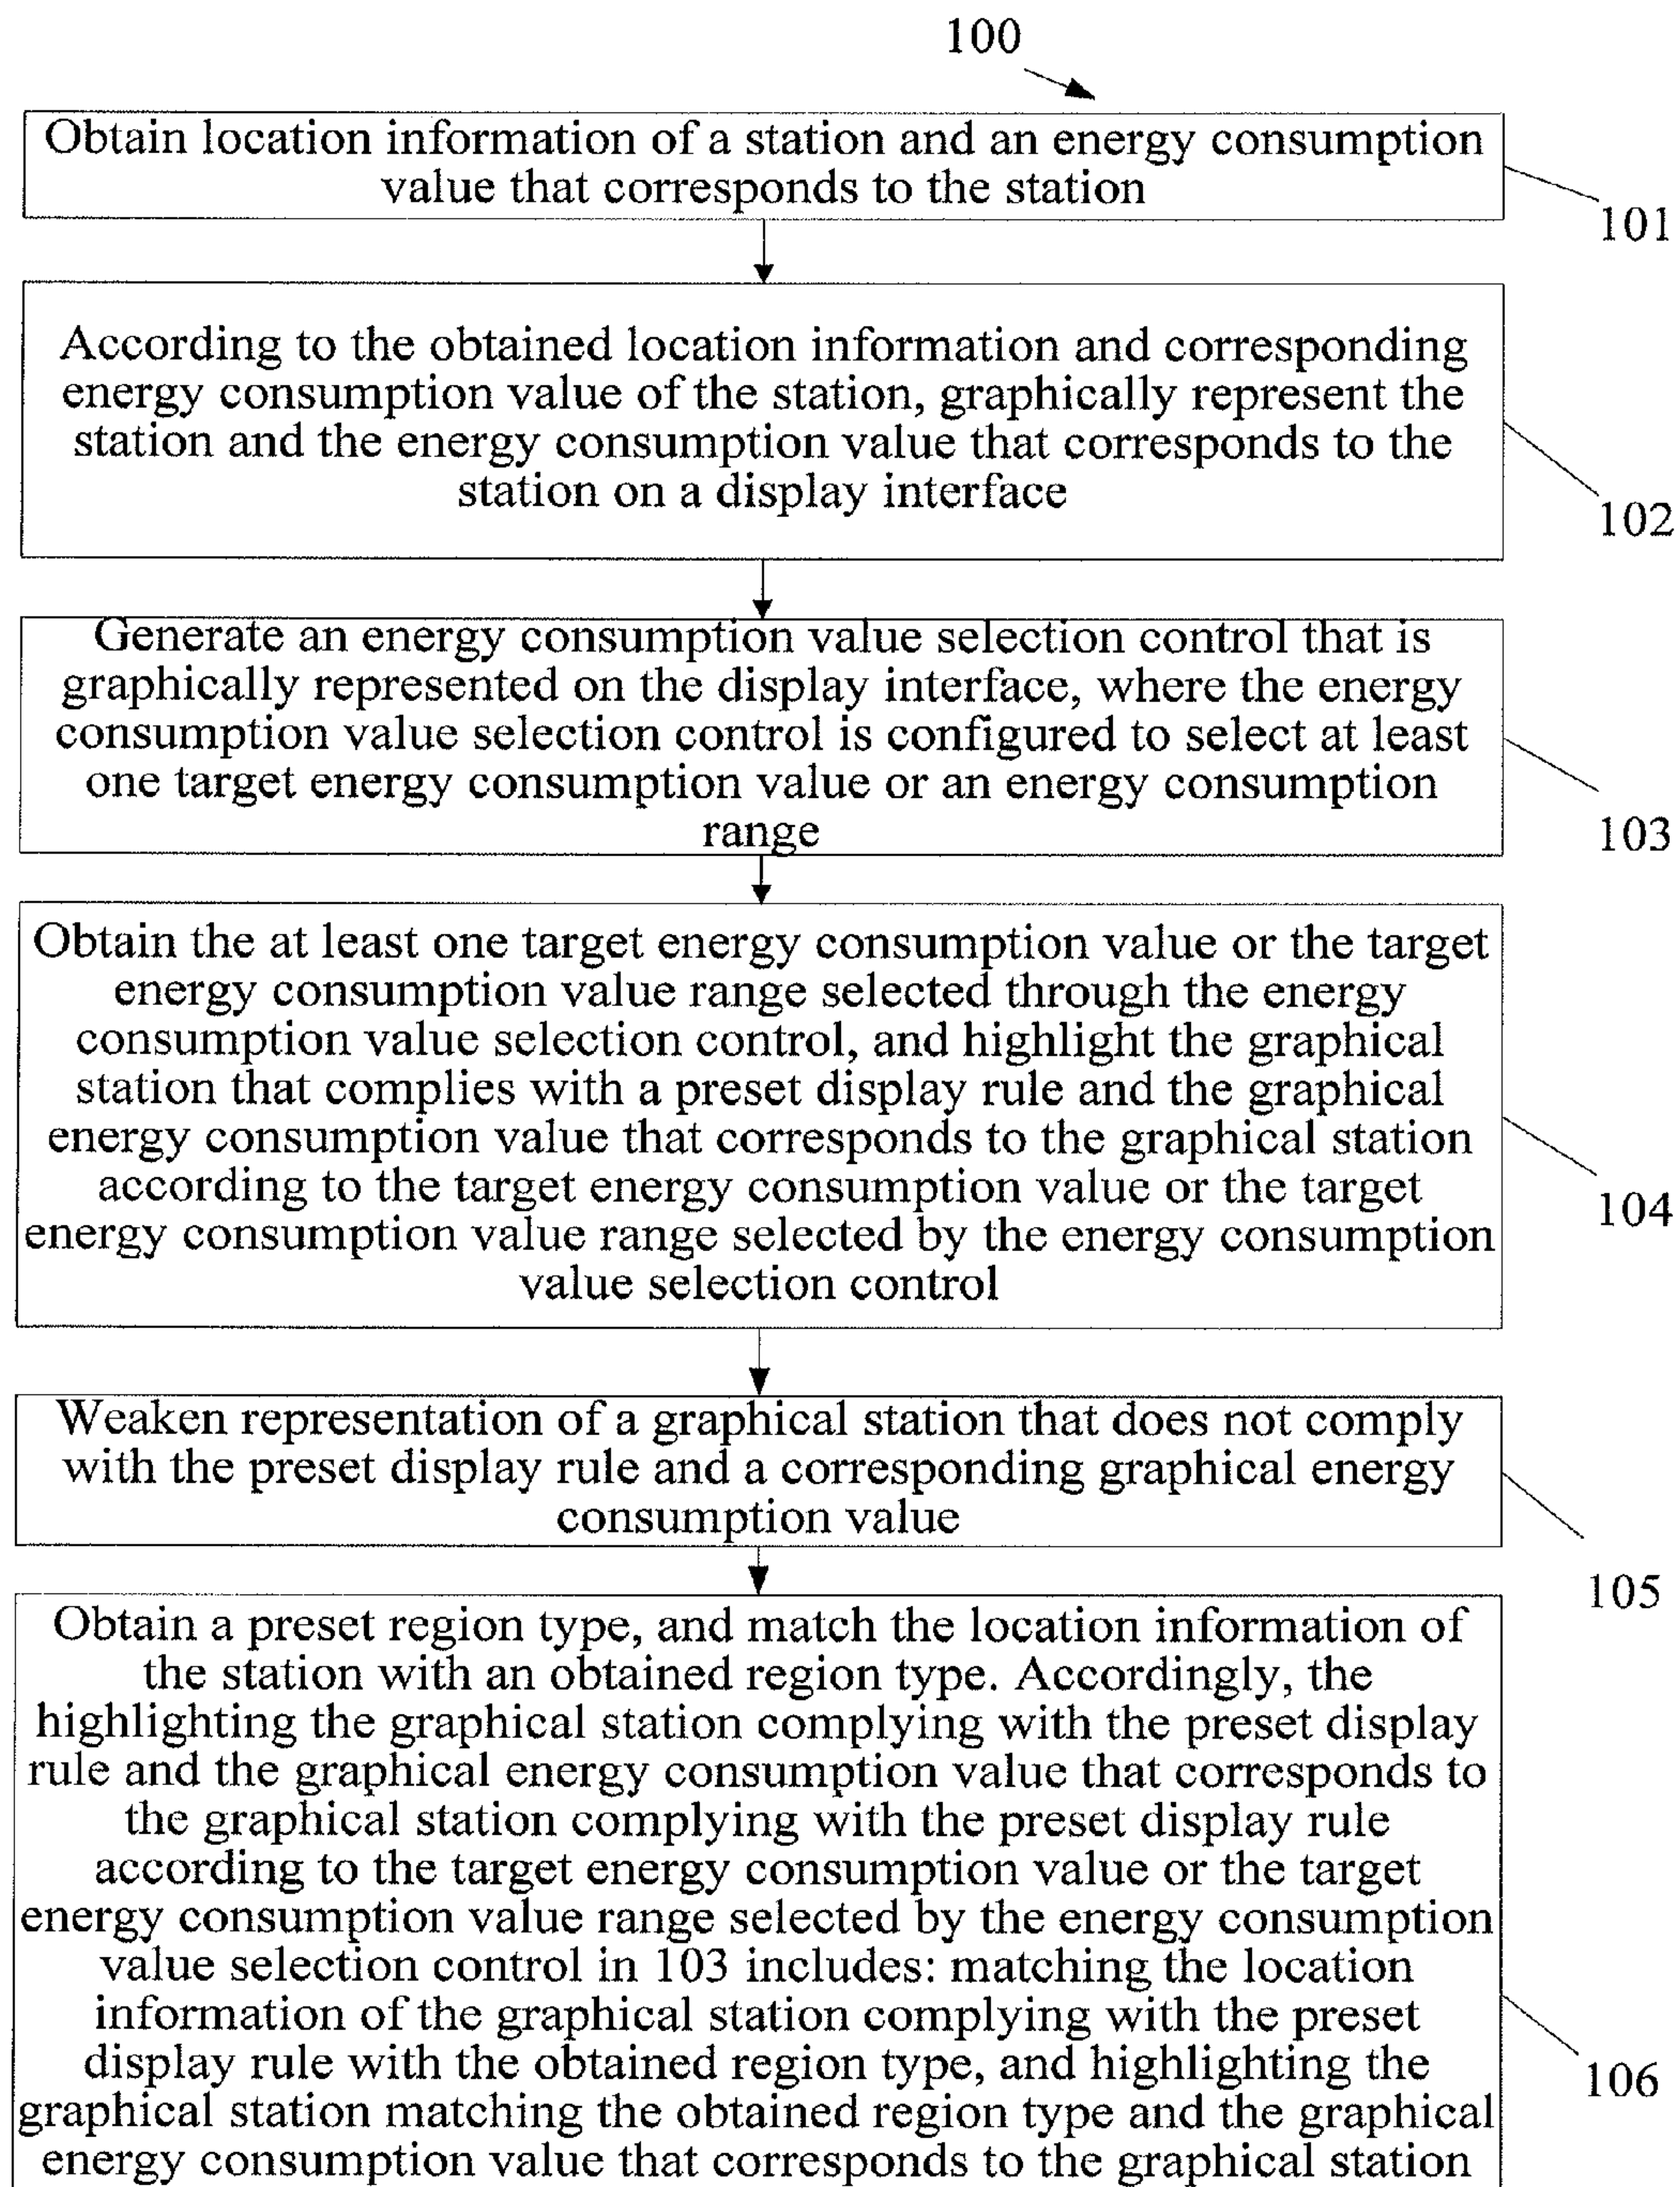 100
Obtain location information of a station and an energy consumption
value that corresponds to the station
101
According to the obtained location information and corresponding
energy consumption value of the station, graphically represent the
station and the energy consumption value that corresponds to the
station on a display interface
102
Generate an energy consumption value selection control that is
graphically represented on the display interface, where the energy
consumption value selection control is configured to select at least
one target energy consumption value or an energy consumption
range
103
Obtain the at least one target energy consumption value or the target
energy consumption value range selected through the energy
consumption value selection control, and highlight the graphical
station that complies with a preset display rule and the graphical
energy consumption value that corresponds to the graphical station
according to the target energy consumption value or the target
energy consumption value range selected by the energy consumption
value selection control
104
Weaken representation of a graphical station that does not comply
with the preset display rule and a corresponding graphical energy
consumption value
105
Obtain a preset region type, and match the location information of
the station with an obtained region type. Accordingly, the
highlighting the graphical station complying with the preset display
rule and the graphical energy consumption value that corresponds to
the graphical station complying with the preset display rule
according to the target energy consumption value or the target
energy consumption value range selected by the energy consumption
value selection control in 103 includes: matching the location
information of the graphical station complying with the preset
display rule with the obtained region type, and highlighting the
graphical station matching the obtained region type and the graphical
energy consumption value that corresponds to the graphical station
106